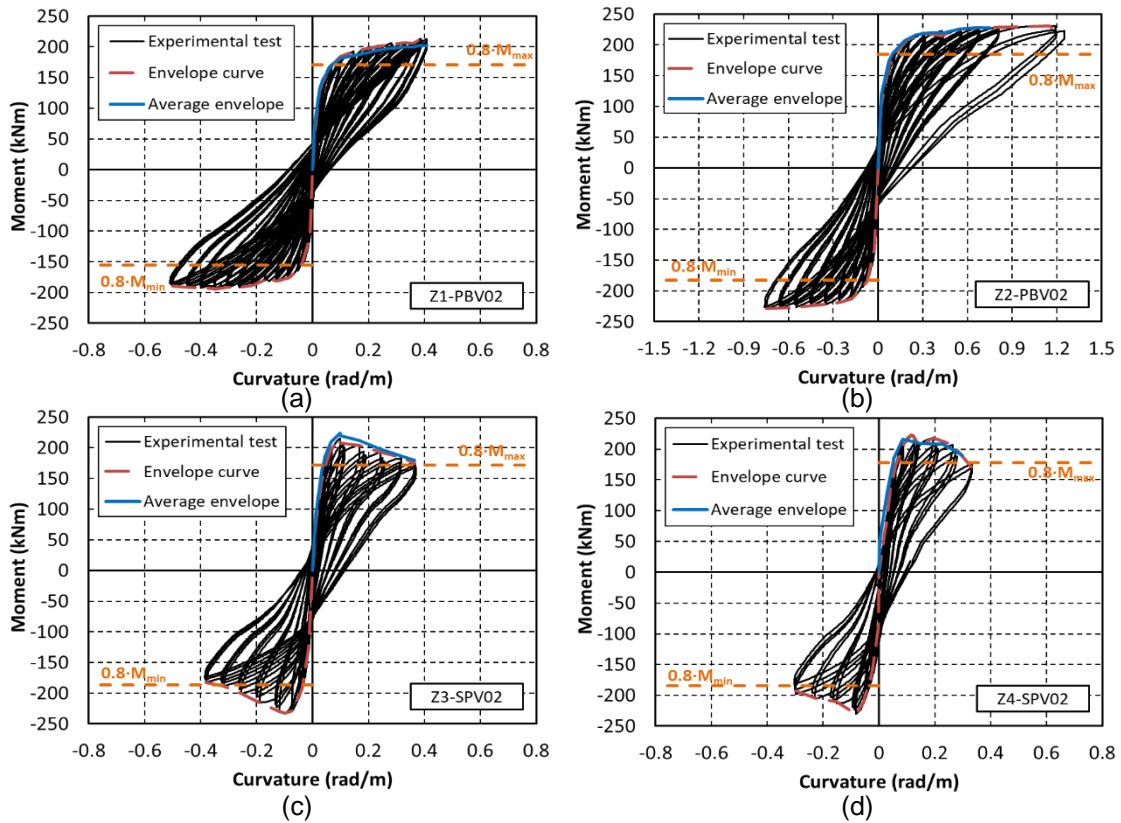 (a)
250
200
150
100
50
0
-50
-100
-150
-200
-250
Moment (kNm)
Experimental test
Envelope curve
Average envelope
0.8·Mmax
0.8·Mmin
Z1-PBV02
-0.8 -0.6 -0.4 -0.2 0 0.2 0.4 0.6 0.8
Curvature (rad/m)
(a)
250
200
150
100
50
0
-50
-100
-150
-200
-250
Moment (kNm)
Experimental test
Envelope curve
Average envelope
0.8·Mmax
0.8·Mmin
Z2-PBV02
-1.5 -1.2 -0.9 -0.6 -0.3 0 0.3 0.6 0.9 1.2 1.5
Curvature (rad/m)
(b)
250
200
150
100
50
0
-50
-100
-150
-200
-250
Moment (kNm)
Experimental test
Envelope curve
Average envelope
0.8·Mmax
0.8·Mmin
Z3-SPV02
-0.8 -0.6 -0.4 -0.2 0 0.2 0.4 0.6 0.8
Curvature (rad/m)
(c)
250
200
150
100
50
0
-50
-100
-150
-200
-250
Moment (kNm)
Experimental test
Envelope curve
Average envelope
0.8·Mmax
0.8·Mmin
Z4-SPV02
-0.8 -0.6 -0.4 -0.2 0 0.2 0.4 0.6 0.8
Curvature (rad/m)
(d)